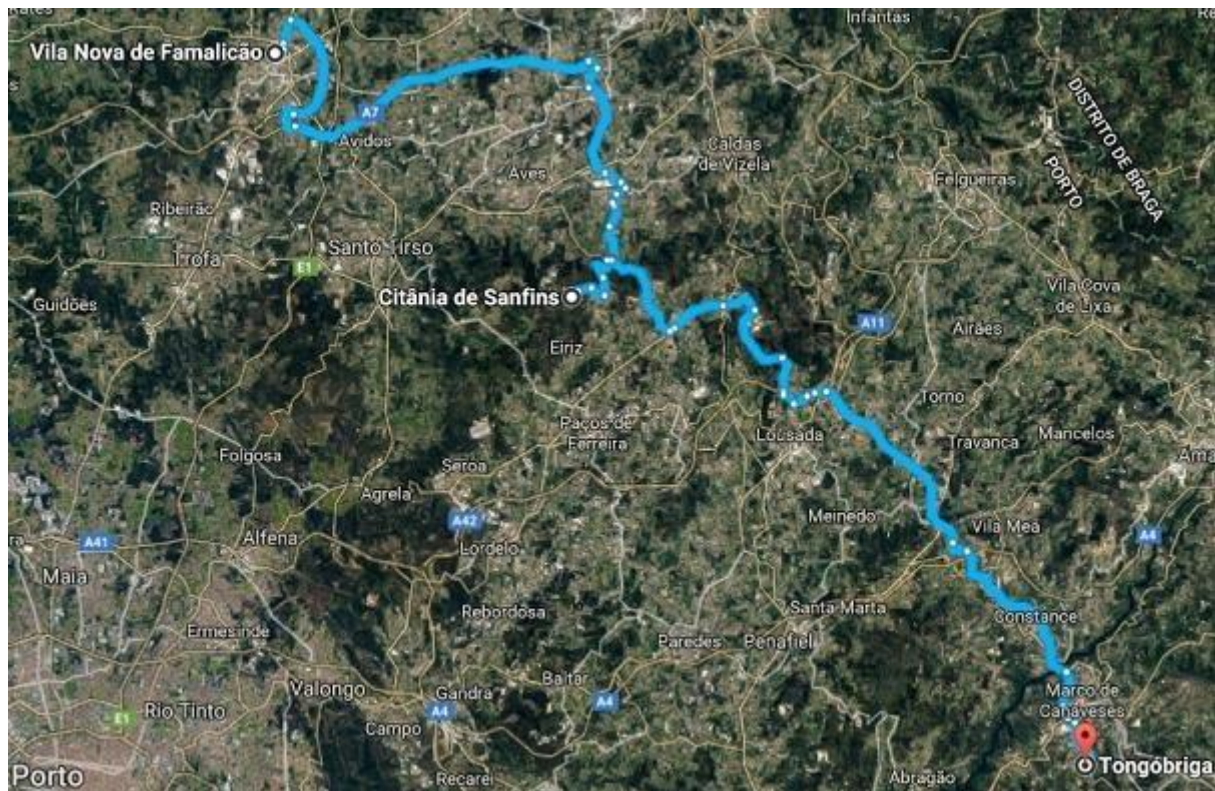 Infantas
Vila Nova de Famalicão
A7
Avidos
Caldas
de Vizela
Aves
Felgueiras
DISTRITO DE BRAGA
PORTO
Ribeirão
Trofa
Santo Tirso
E1
Guidões
Citânia de Sanfins
Vila Cova
de Lixa
A11
Airães
Eiriz
Torno
Paços de
Ferreira
Lousada
Travanca
Mancelos
Ama
Folgosa
Seroa
Agrela
A42
Meinedo
Vila Meã
A41
Alfena
Lordelo
A4
Maia
Rebordosa
Santa Marta
Constance
Ermesinde
Paredes
Penafiel
Valongo
Baltar
Gandra
A4
Marco de
Canaveses
E1
Rio Tinto
A4
Campo
Porto
Recarei
Abragão
Tongóbriga